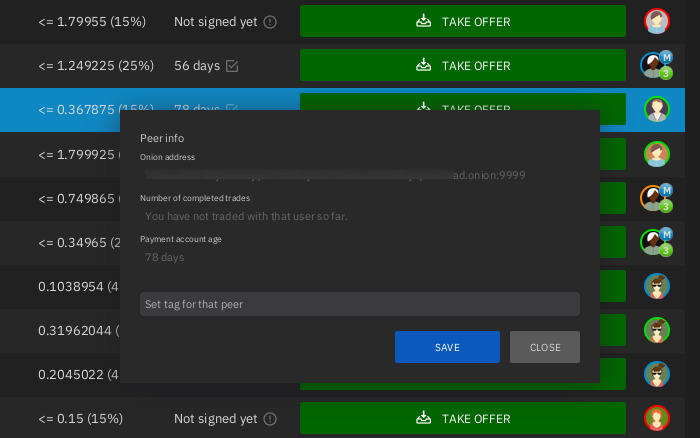 <= 1.79955 (15%) Not signed yet TAKE OFFER
<= 1.249225 (25%) 56 days TAKE OFFER M 3
<= 0.367875 (15%) 78 days TAKE OFFER
Peer info
Onion address
ad.onion:9999
<= 1.799925 (
Number of completed trades
<= 0.749865 ( M 3
You have not traded with that user so far.
Payment account age
<= 0.34965 (2 M 3
78 days
0.1038954 (4
Set tag for that peer
0.31962044 (
SAVE CLOSE
0.2045022 (4
<= 0.15 (15%) Not signed yet TAKE OFFER